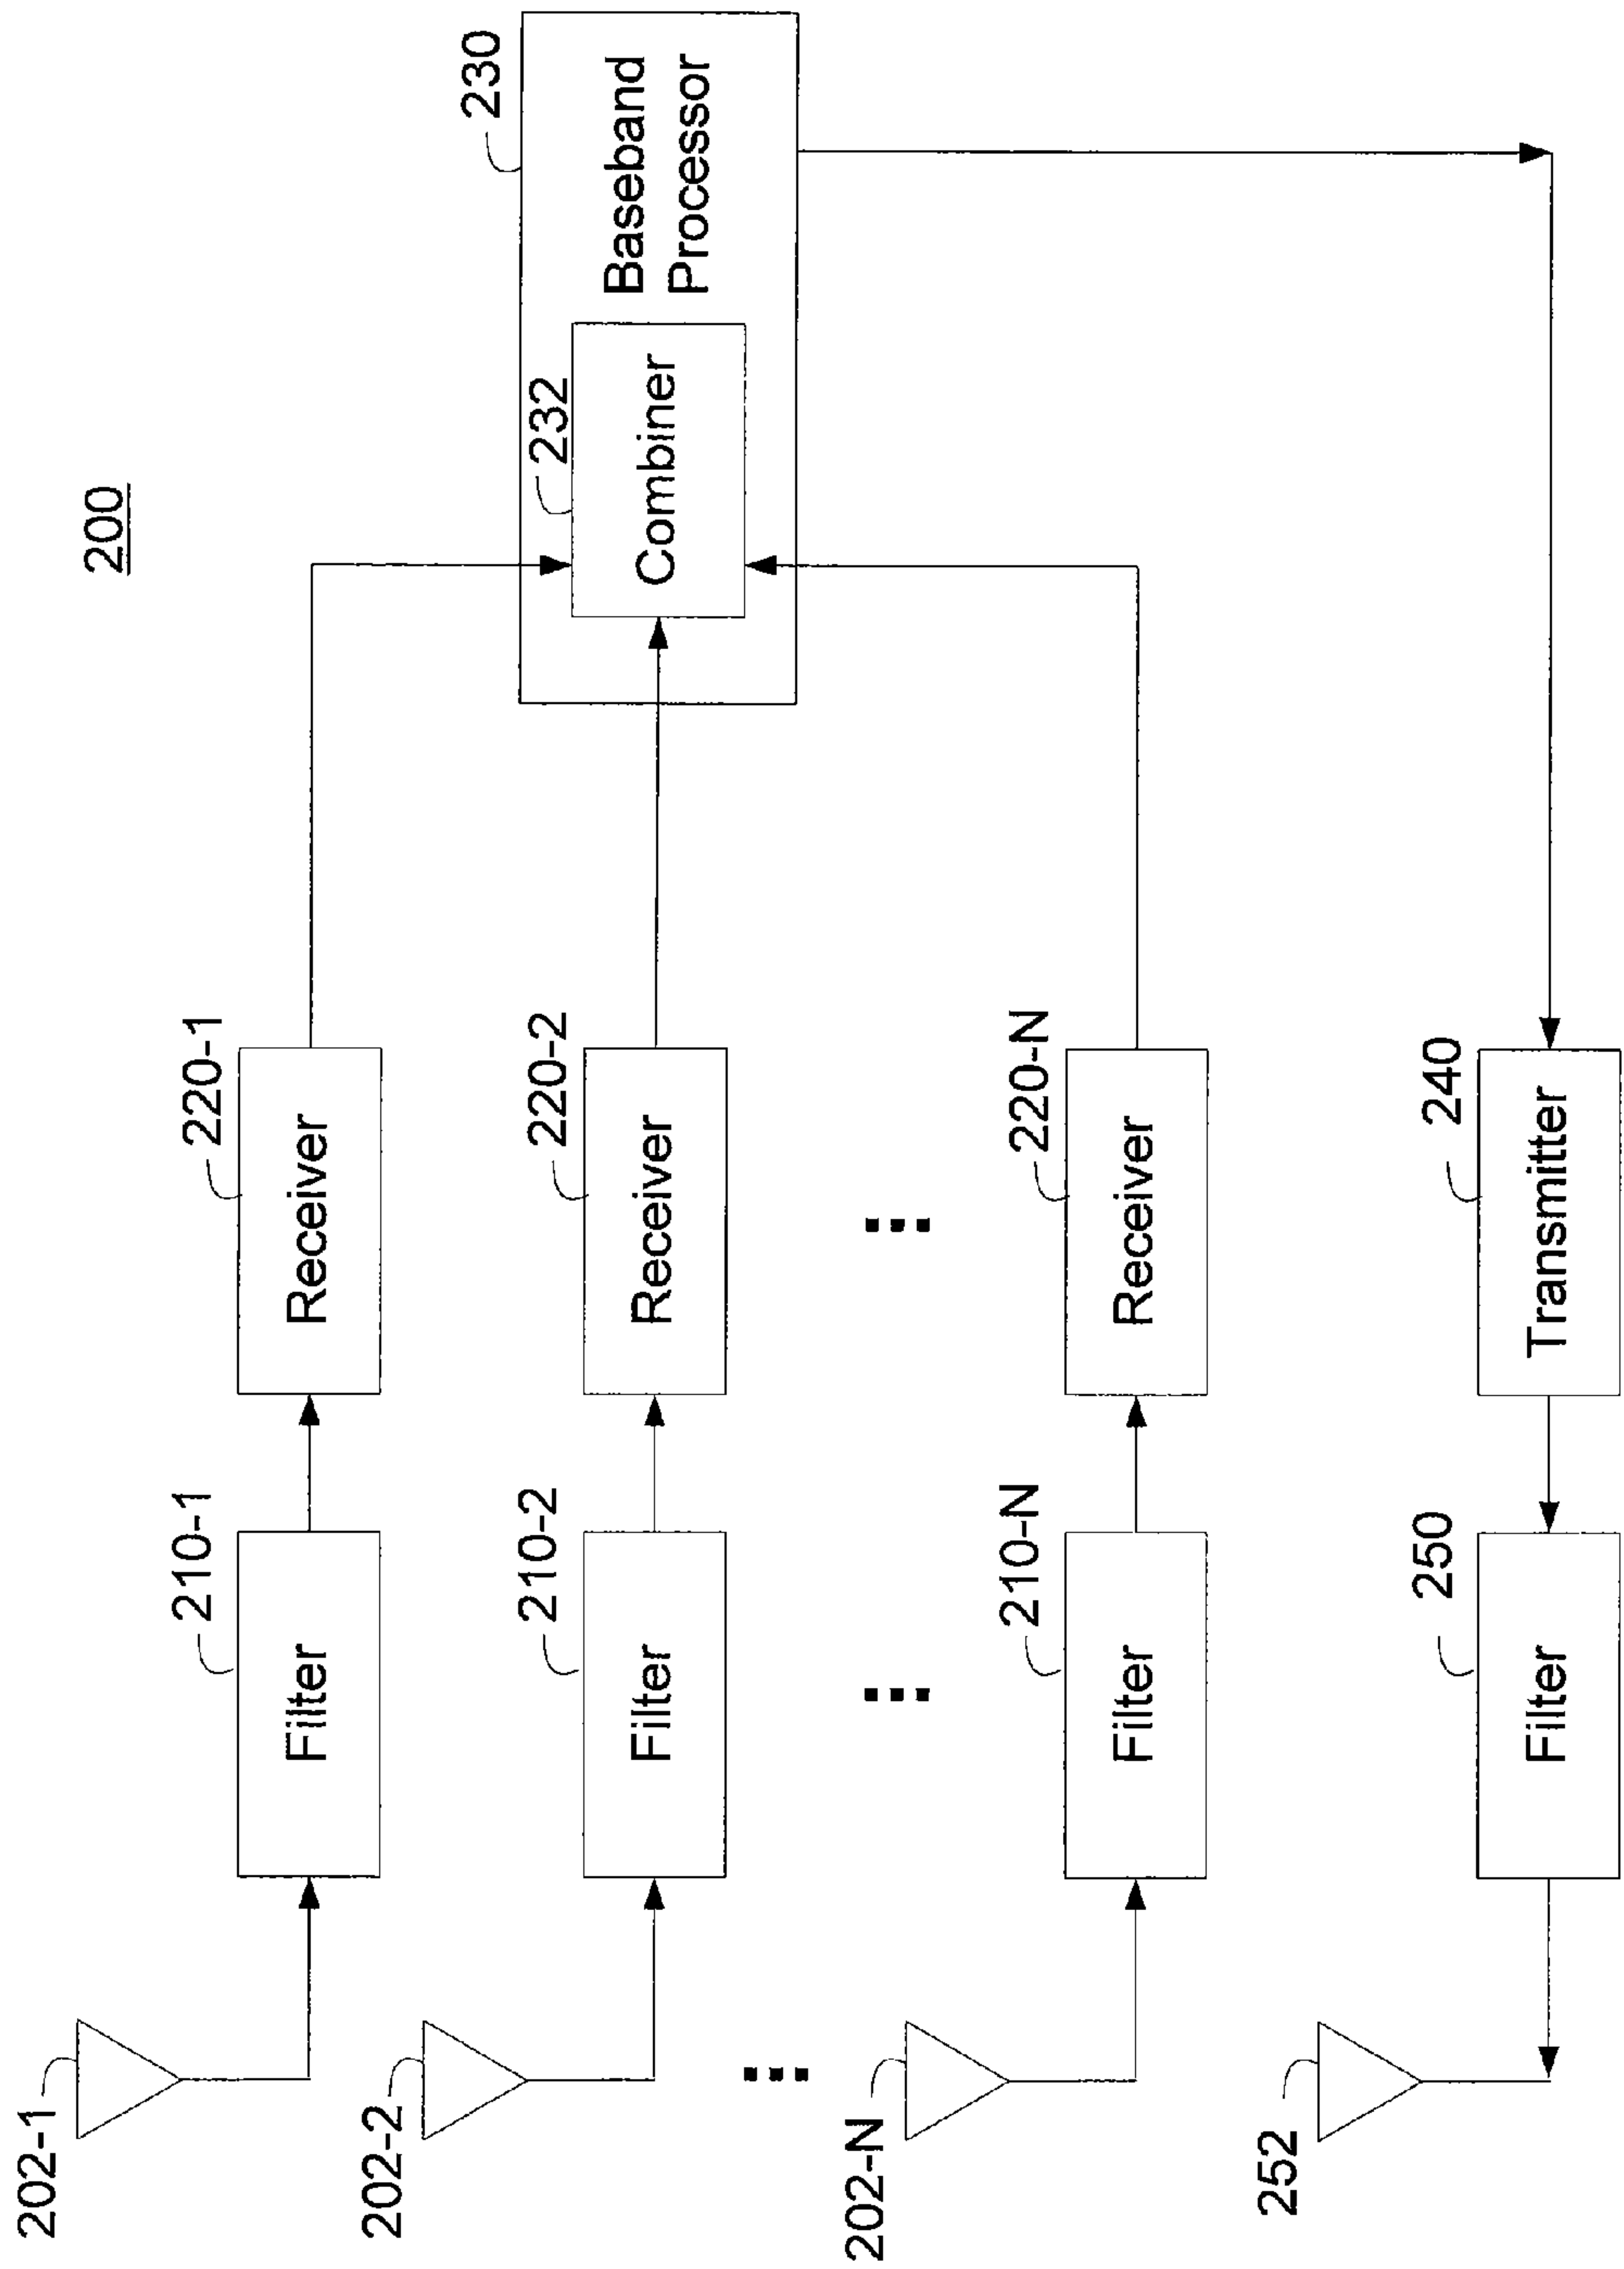 200
202-1
210-1
Filter
220-1
Receiver
230
Baseband
Processor
232
Combiner
202-2
210-2
Filter
220-2
Receiver
202-N
210-N
Filter
220-N
Receiver
252
250
Filter
240
Transmitter